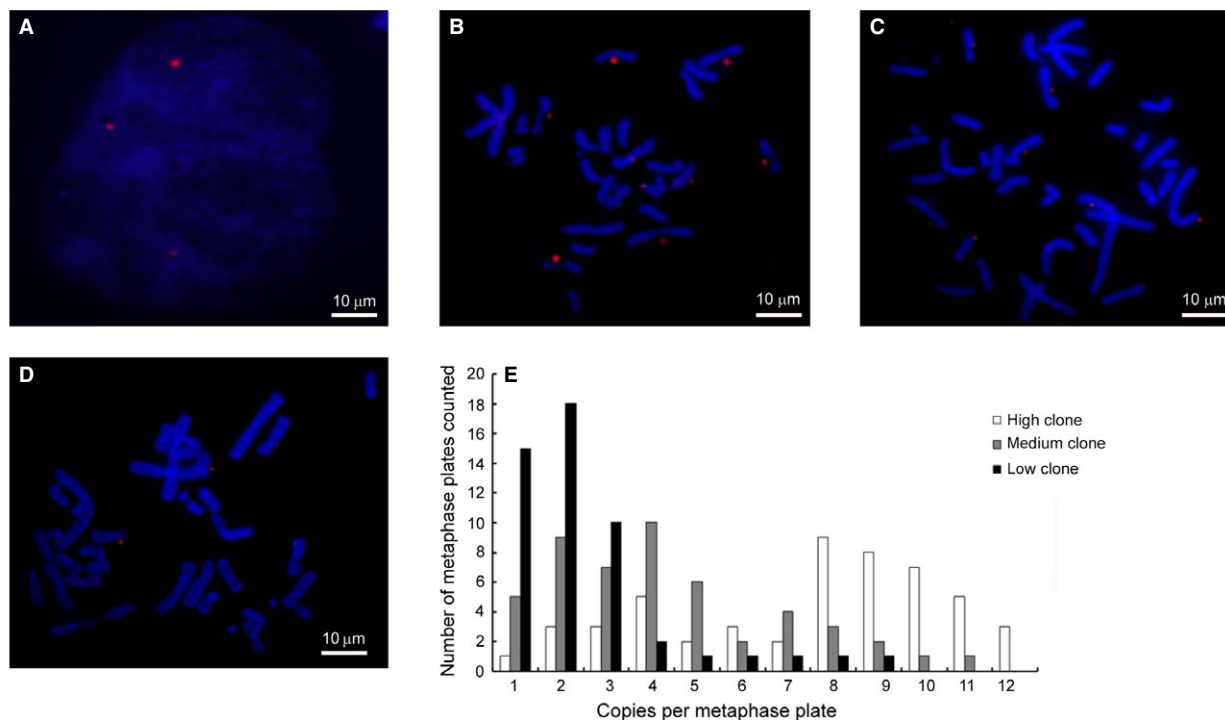 A
10 μm
B
10 μm
C
10 μm
D
10 μm
E
Number of metaphase plates counted
20
18
16
14
12
10
8
6
4
2
0
1 2 3 4 5 6 7 8 9 10 11 12
Copies per metaphase plate
High clone
Medium clone
Low clone